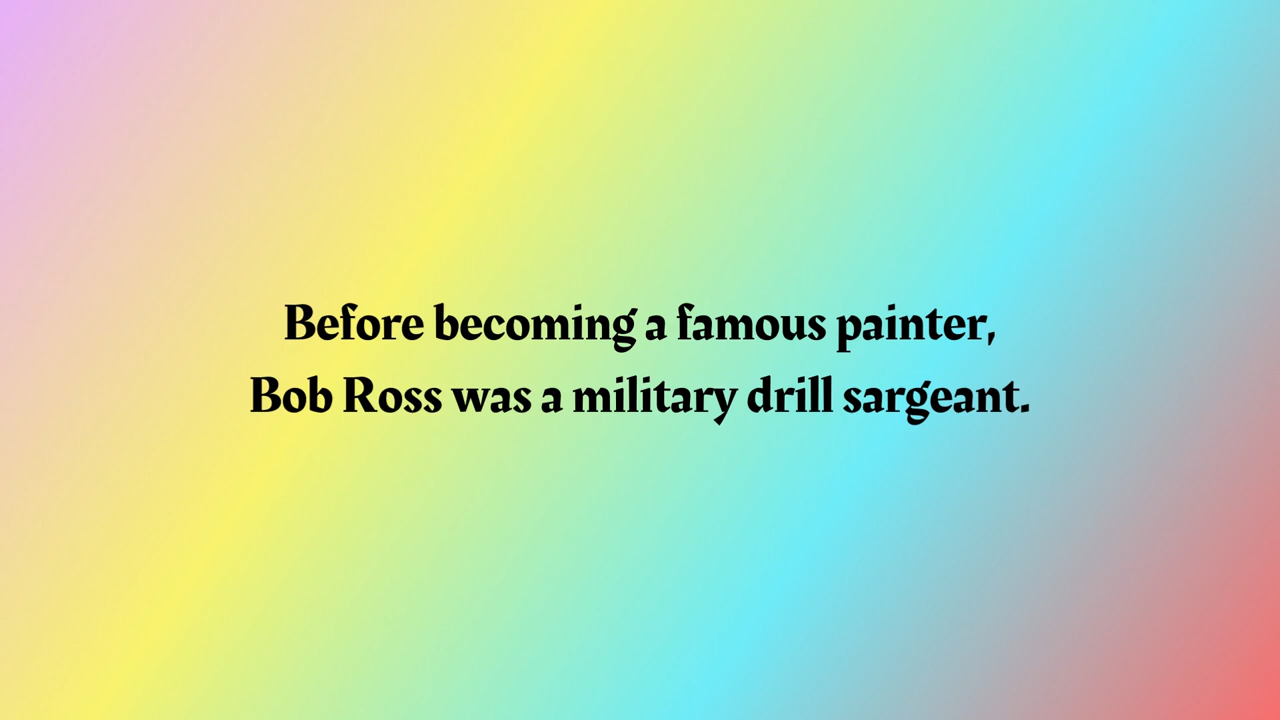 Before becoming a famous painter,
Bob Ross was a military drill sargeant.